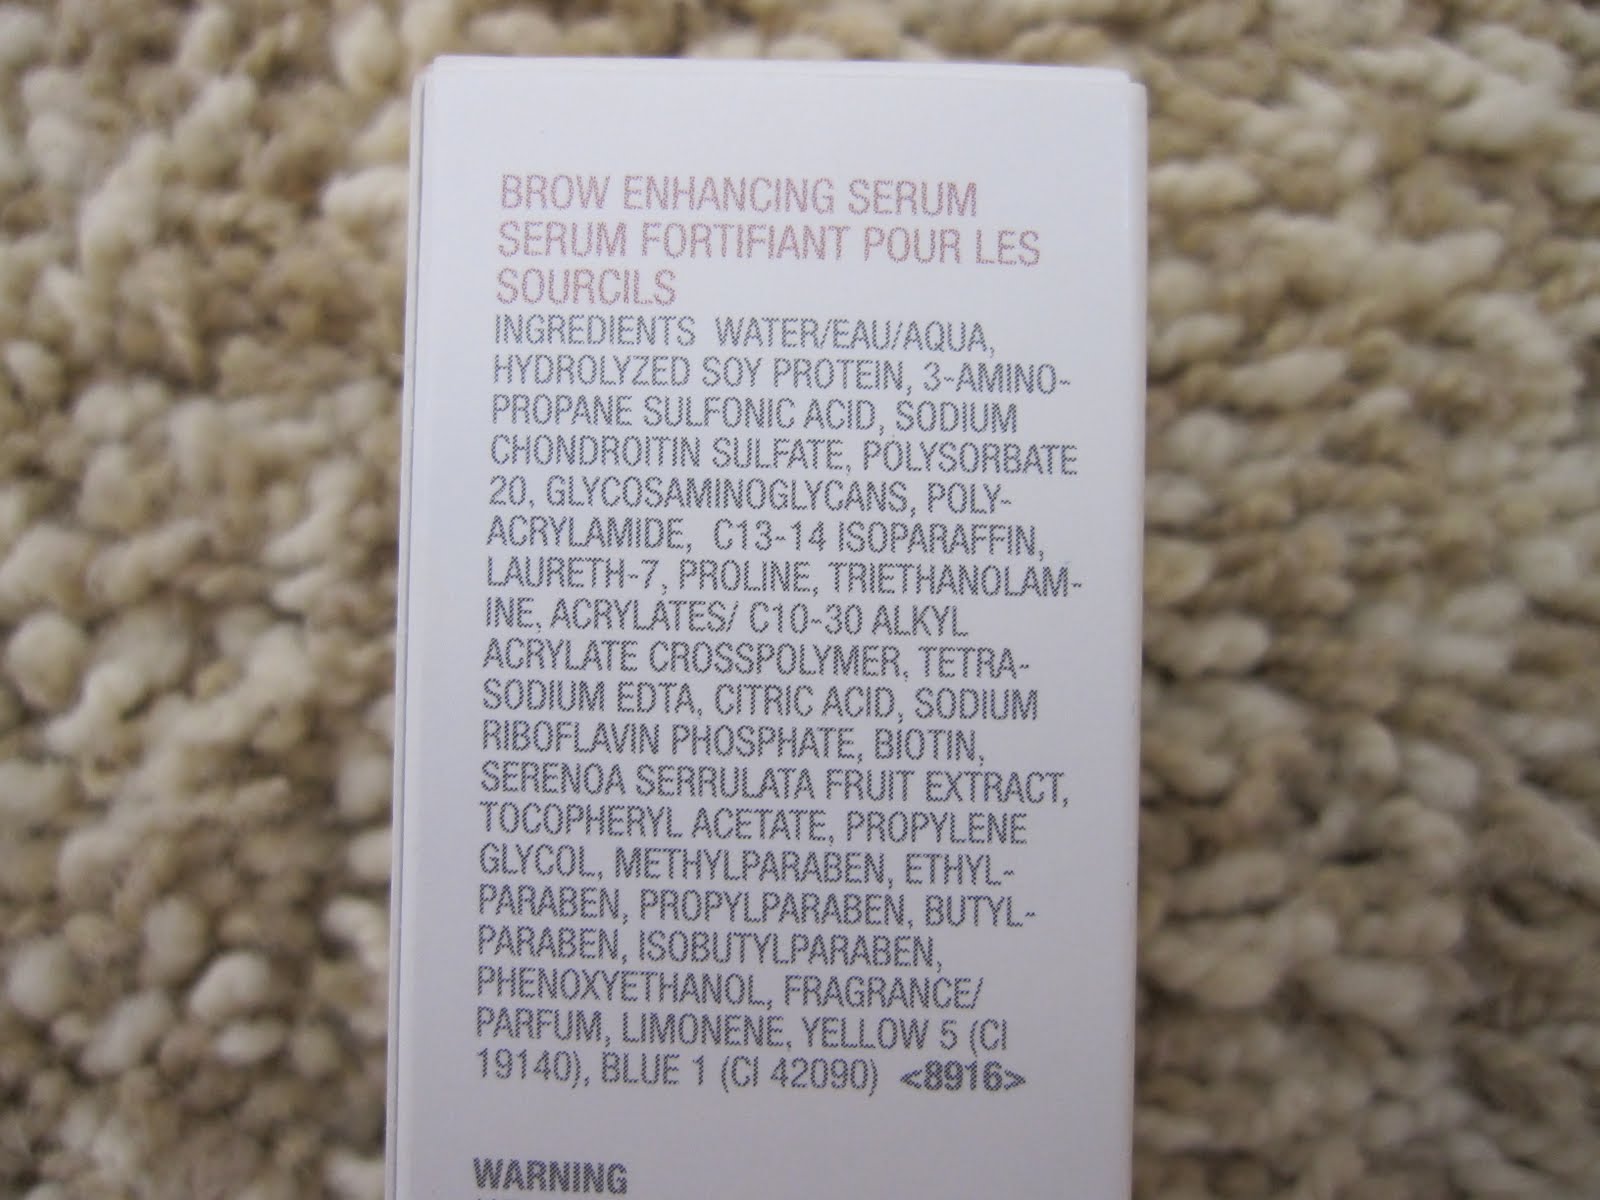 BROW ENHANCING SERUM
SERUM FORTIFIANT POUR LES
SOURCILS
INGREDIENTS WATER/EAU/AQUA,
HYDROLYZED SOY PROTEIN, 3-AMINO-
PROPANE SULFONIC ACID, SODIUM
CHONDROITIN SULFATE, POLYSORBATE
20, GLYCOSAMINOGLYCANS, POLY-
ACRYLAMIDE, C13-14 ISOPARAFFIN,
LAURETH-7, PROLINE, TRIETHANOLAM-
INE, ACRYLATES/ C10-30 ALKYL
ACRYLATE CROSSPOLYMER, TETRA-
SODIUM EDTA, CITRIC ACID, SODIUM
RIBOFLAVIN PHOSPHATE, BIOTIN,
SERENOA SERRULATA FRUIT EXTRACT,
TOCOPHERYL ACETATE, PROPYLENE
GLYCOL, METHYLPARABEN, ETHYL-
PARABEN, PROPYLPARABEN, BUTYL-
PARABEN, ISOBUTYLPARABEN,
PHENOXYETHANOL, FRAGRANCE/
PARFUM, LIMONENE, YELLOW 5 (CI
19140), BLUE 1 (CI 42090) <8916>
WARNING